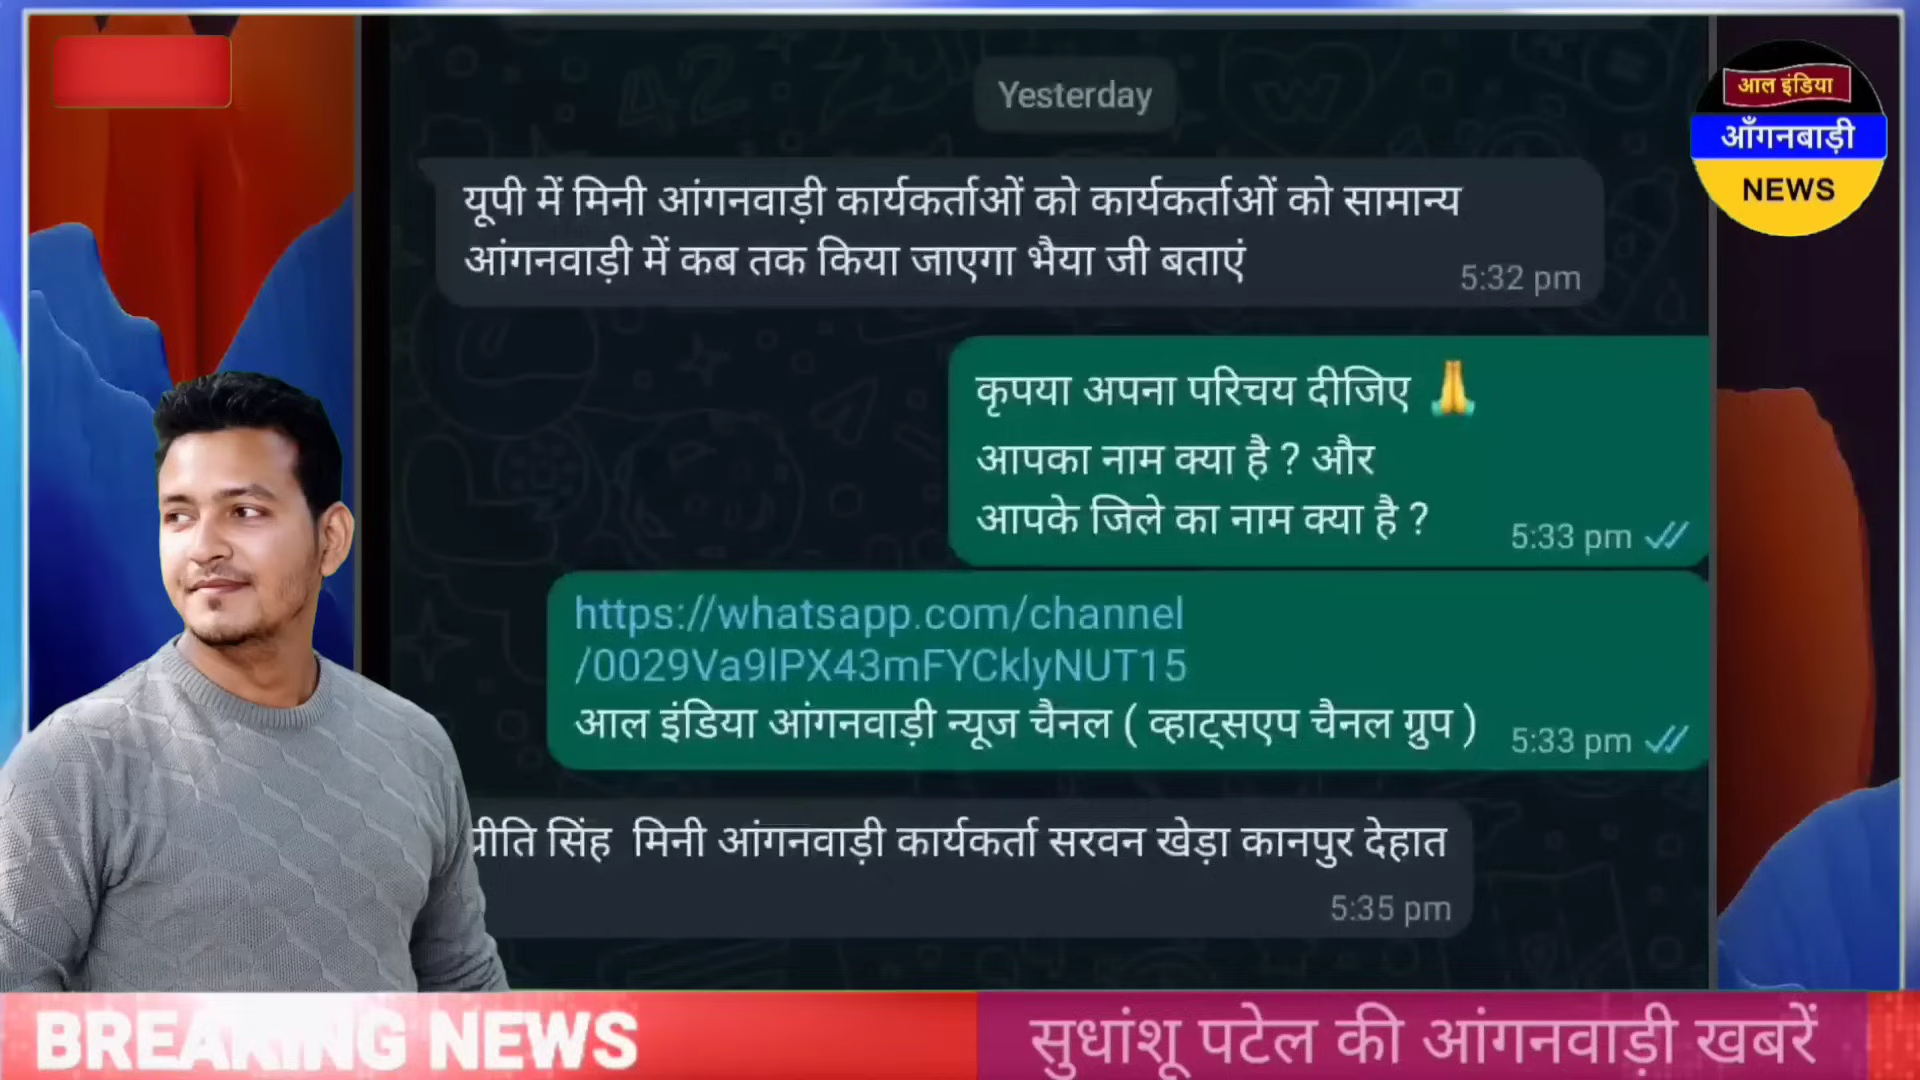 Yesterday
आल इंडिया
आँगनबाड़ी
NEWS
यूपी में मिनी आंगनवाड़ी कार्यकर्ताओं को कार्यकर्ताओं को सामान्य
आंगनवाड़ी में कब तक किया जाएगा भैया जी बताएं
5:32 pm
कृपया अपना परिचय दीजिए 🙏
आपका नाम क्या है ? और
आपके जिले का नाम क्या है ?
5:33 pm
https://whatsapp.com/channel
/0029Va9lPX43mFYCklyNUT15
आल इंडिया आंगनवाड़ी न्यूज चैनल ( व्हाट्सएप चैनल ग्रुप )
5:33 pm
प्रीति सिंह मिनी आंगनवाड़ी कार्यकर्ता सरवन खेड़ा कानपुर देहात
5:35 pm
BREAKING NEWS
सुधांशू पटेल की आंगनवाड़ी खबरें